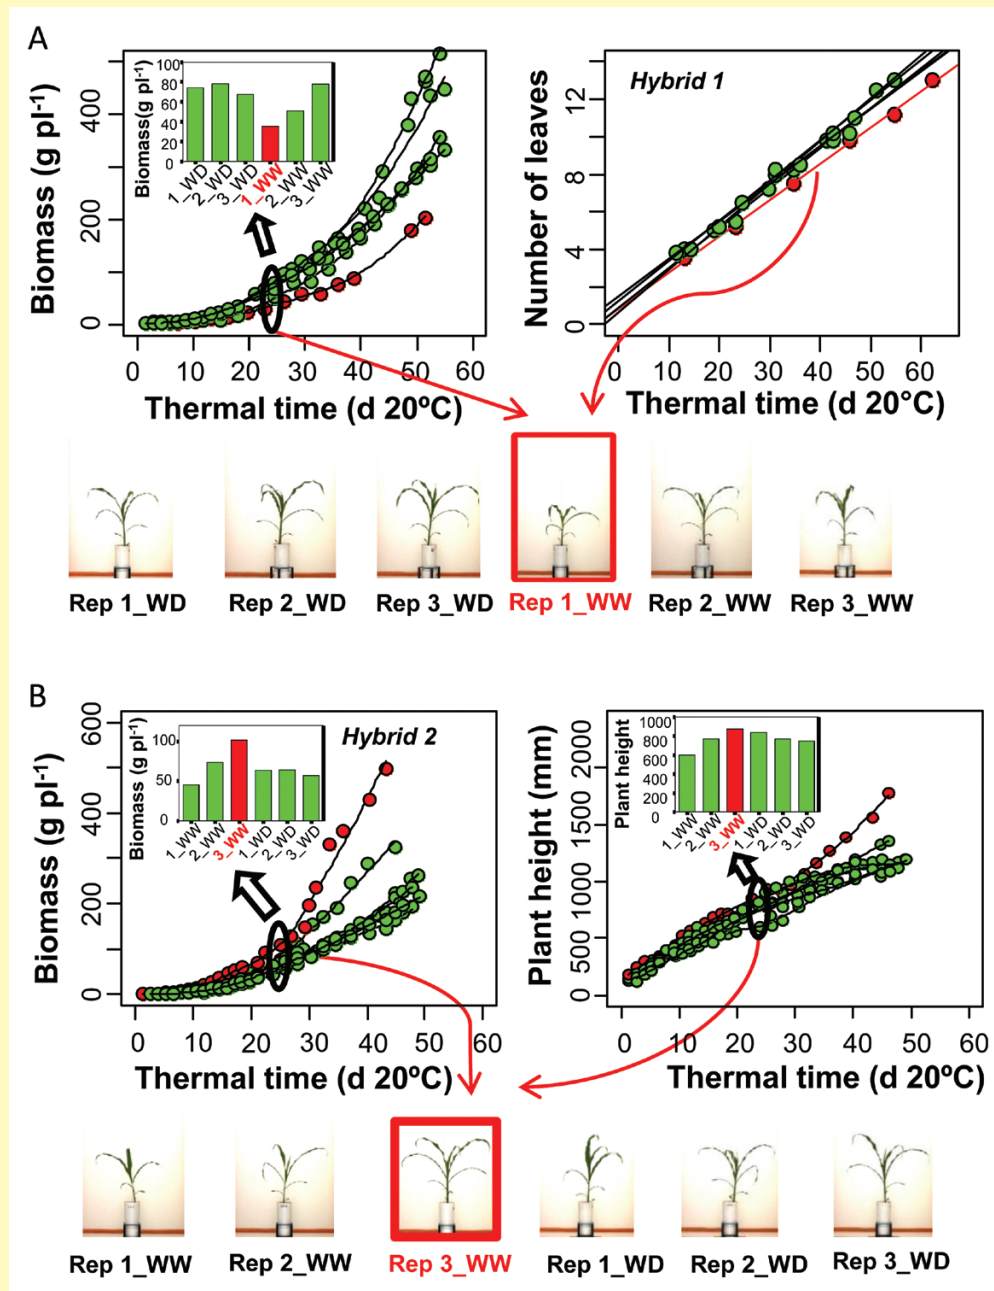 A
Biomass (g pl-1)
400
200
0
0 10 20 30 40 50 60
Thermal time (d 20ºC)
Biomass(g pl-1)
100
80
60
40
20
0
1_WD
2_WD
3_WD
1_WW
2_WW
3_WW
Hybrid 1
Number of leaves
12
8
4
0
0 10 20 30 40 50 60
Thermal time (d 20°C)
Rep 1_WD Rep 2_WD Rep 3_WD Rep 1_WW Rep 2_WW Rep 3_WW
B
Biomass (g pl-1)
600
400
200
0
0 10 20 30 40 50 60
Thermal time (d 20ºC)
Hybrid 2
Biomass (g pl-1)
100
50
0
1_WW
2_WW
3_WW
1_WD
2_WD
3_WD
Plant height (mm)
2000
1500
1000
500
0
0 10 20 30 40 50 60
Thermal time (d 20ºC)
Plant height
1000
800
600
400
200
0
1_WW
2_WW
3_WW
1_WD
2_WD
3_WD
Rep 1_WW Rep 2_WW Rep 3_WW Rep 1_WD Rep 2_WD Rep 3_WD